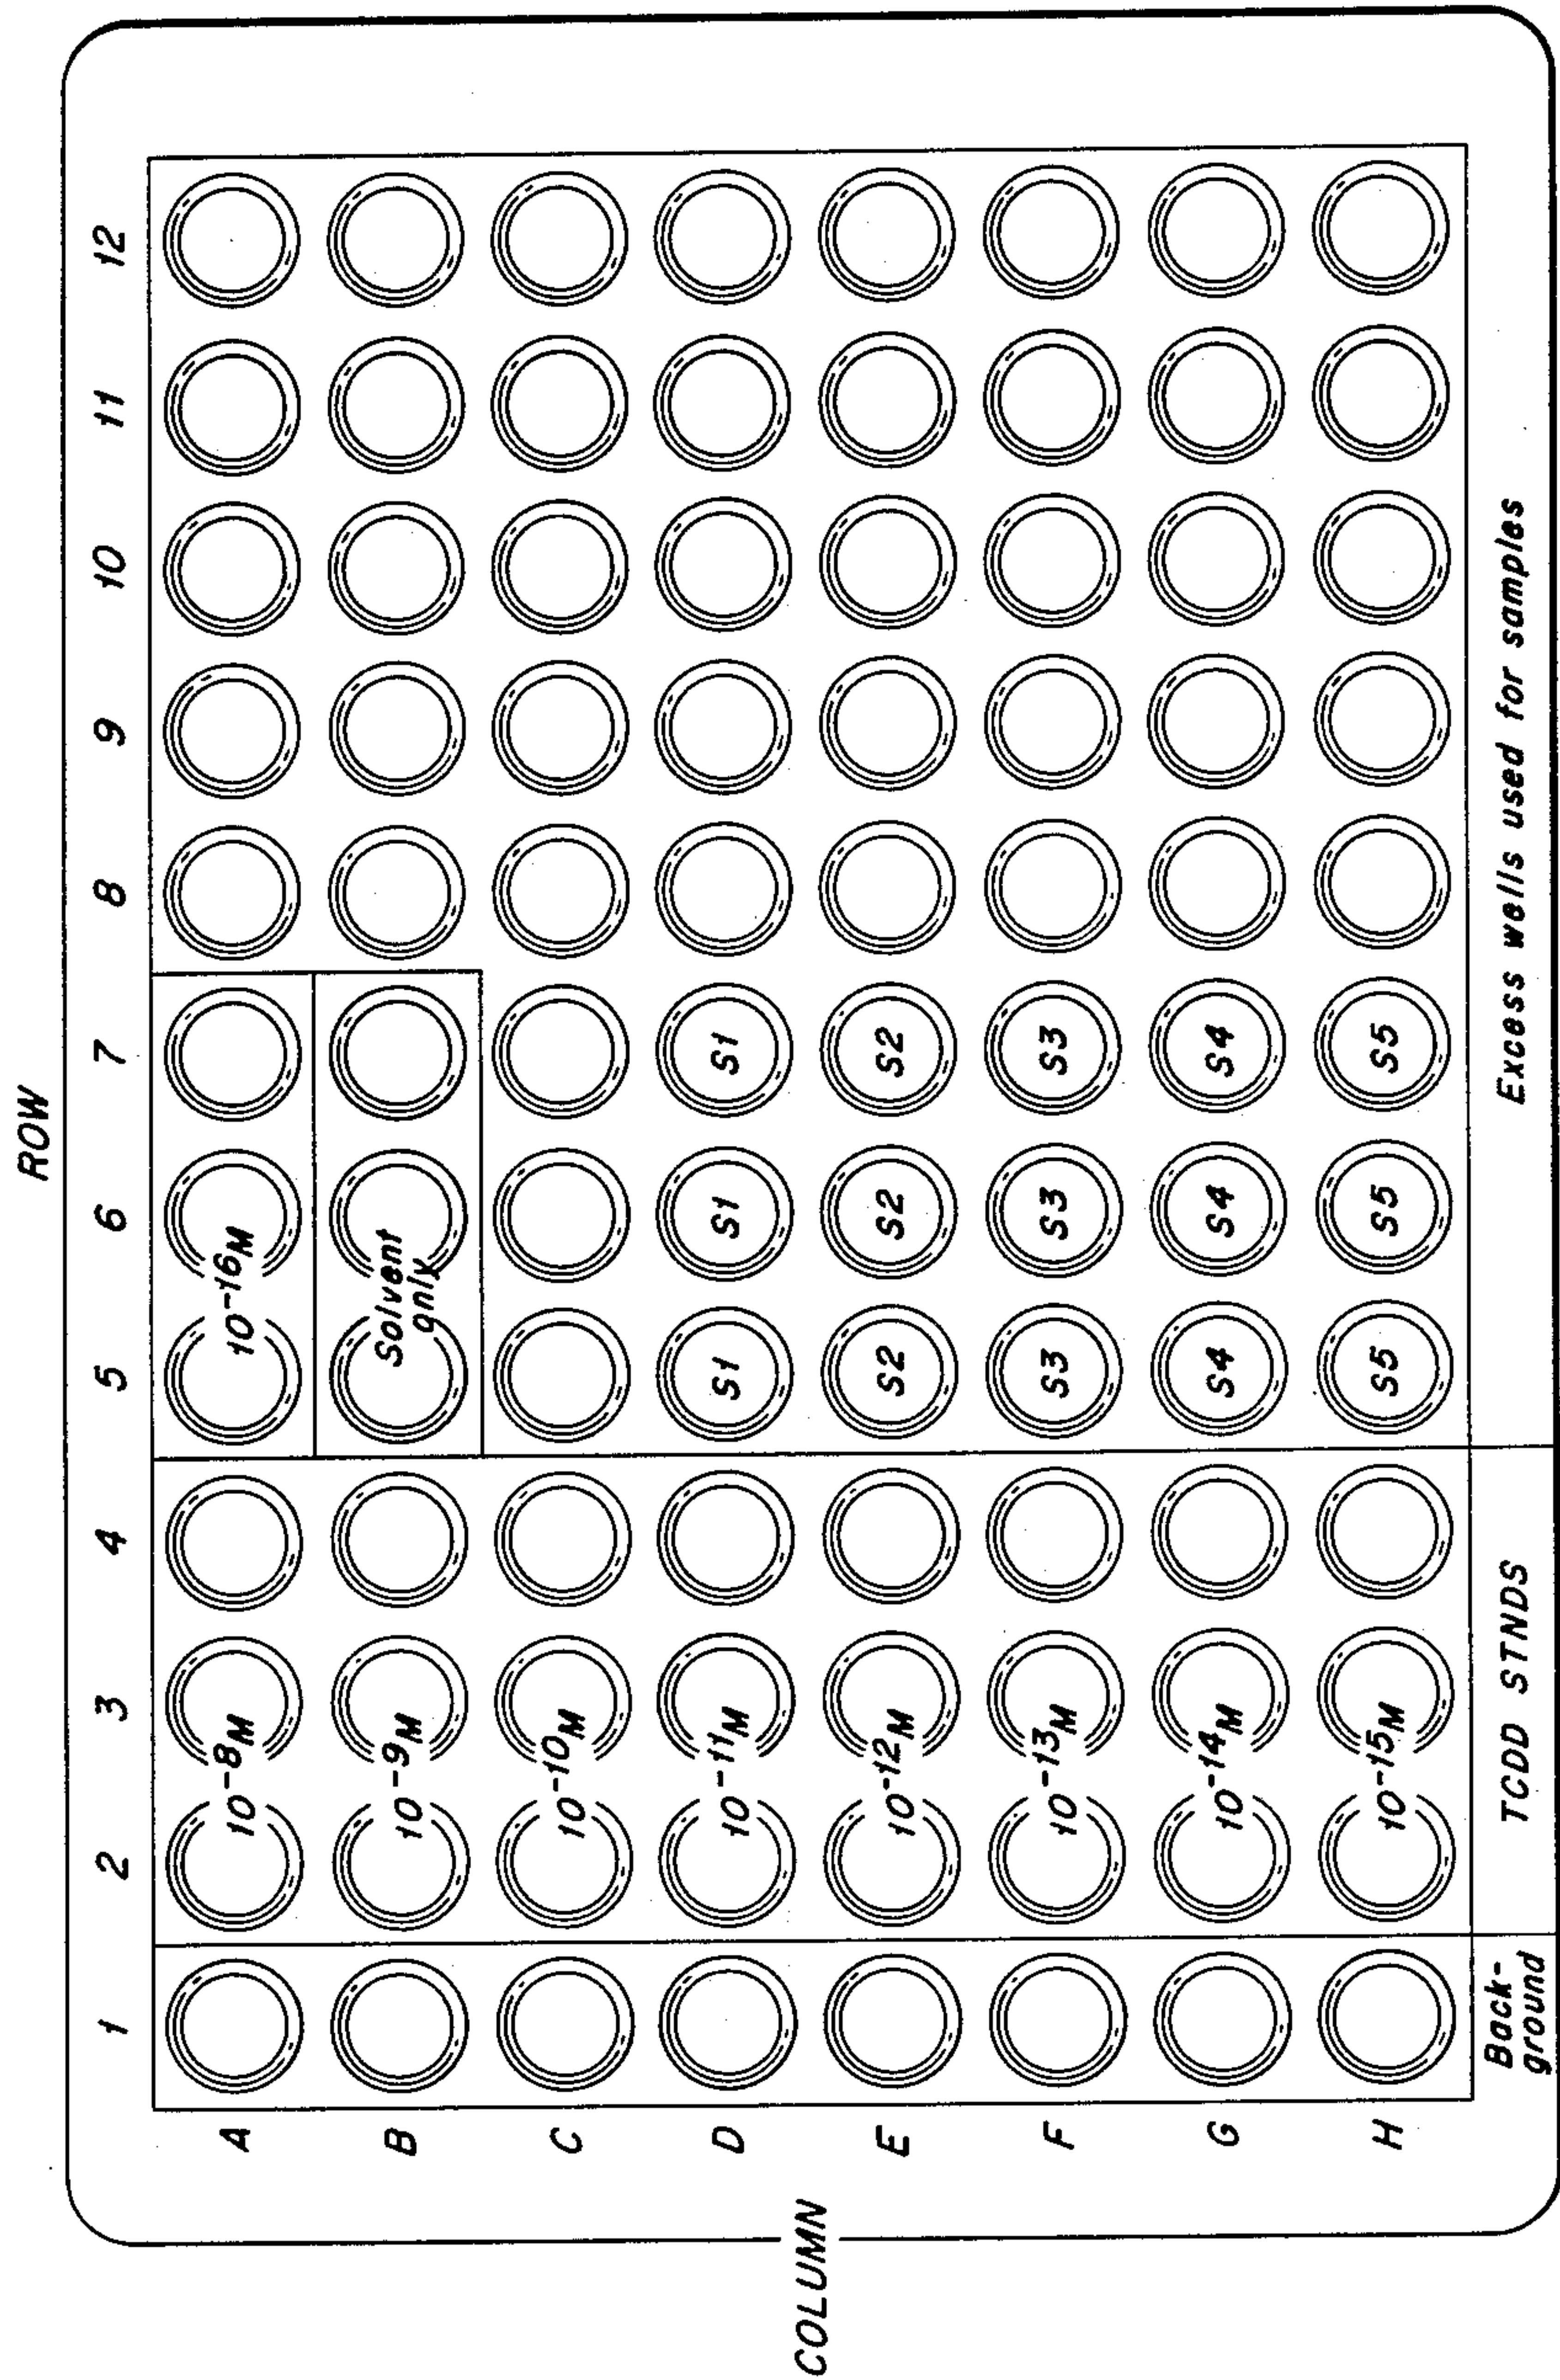 ROW
1 2 3 4 5 6 7 8 9 10 11 12
COLUMN
A 10⁻⁸M 10⁻¹⁶M
B 10⁻⁹M Solvent
only
C 10⁻¹⁰M
D 10⁻¹¹M S1 S1 S1
E 10⁻¹²M S2 S2 S2
F 10⁻¹³M S3 S3 S3
G 10⁻¹⁴M S4 S4 S4
H 10⁻¹⁵M S5 S5 S5
Back-
ground
TCDD STNDS
Excess wells used for samples